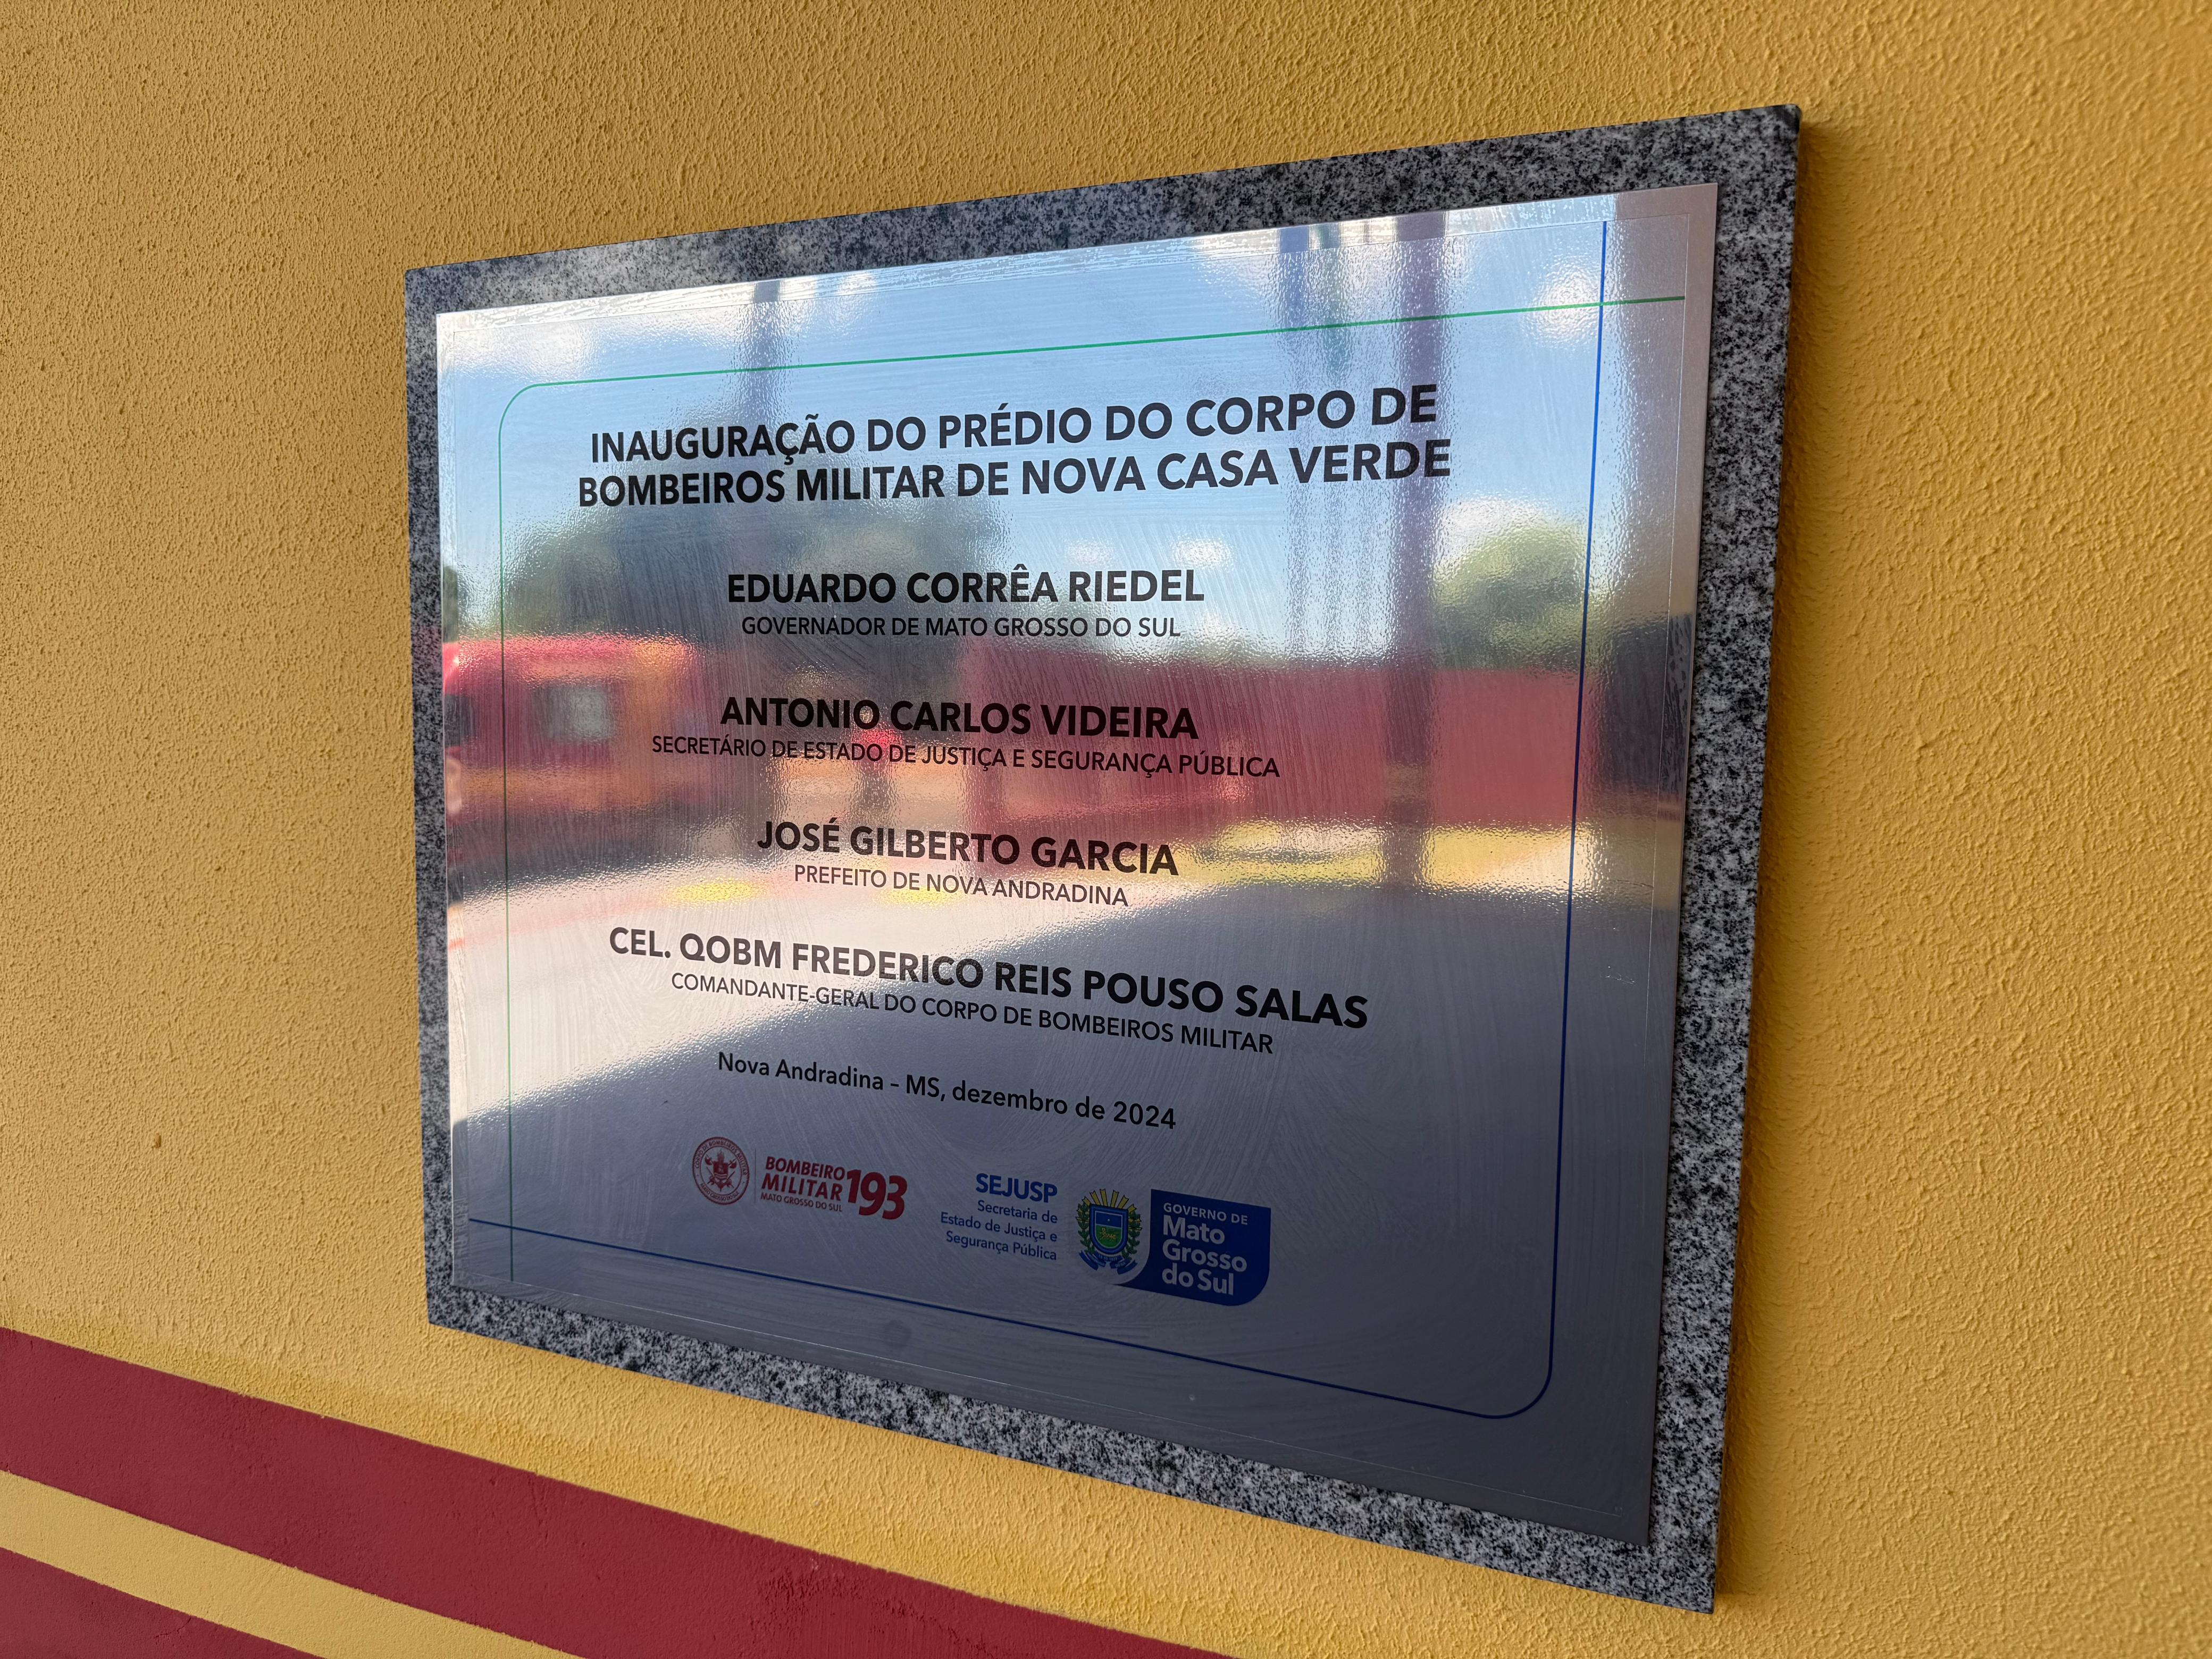 INAUGURAÇÃO DO PRÉDIO DO CORPO DE
BOMBEIROS MILITAR DE NOVA CASA VERDE
EDUARDO CORRÊA RIEDEL
GOVERNADOR DE MATO GROSSO DO SUL
ANTONIO CARLOS VIDEIRA
SECRETÁRIO DE ESTADO DE JUSTIÇA E SEGURANÇA PÚBLICA
JOSÉ GILBERTO GARCIA
PREFEITO DE NOVA ANDRADINA
CEL. QOBM FREDERICO REIS POUSO SALAS
COMANDANTE-GERAL DO CORPO DE BOMBEIROS MILITAR
Nova Andradina – MS, dezembro de 2024
BOMBEIRO
MILITAR 193
MATO GROSSO DO SUL
SEJUSP
Secretaria de
Estado de Justiça e
Segurança Pública
GOVERNO DE
Mato
Grosso
do Sul